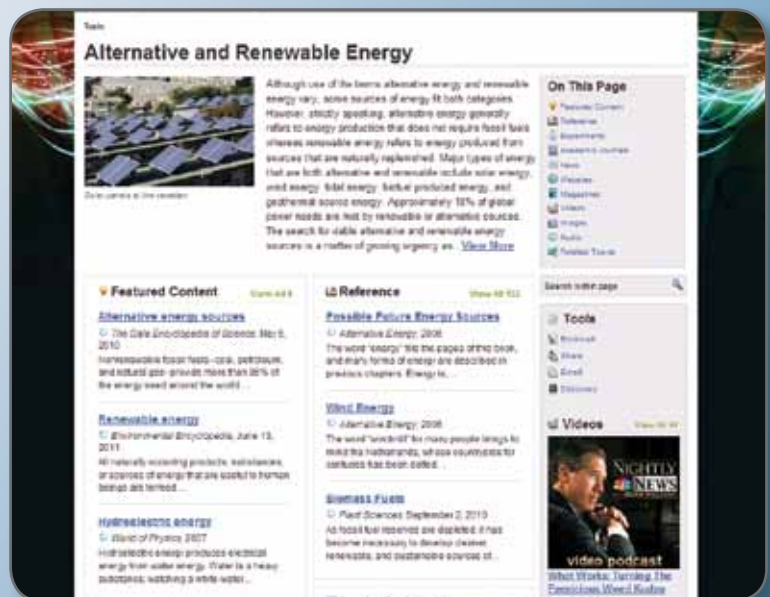 Tools
Alternative and Renewable Energy
Although use of the terms alternative energy and renewable
energy vary, some sources of energy fit both categories.
However, strictly speaking, alternative energy generally
refers to energy production that does not require fossil fuels
whereas renewable energy refers to energy produced from
sources that are naturally replenished. Major types of energy
that are both alternative and renewable include solar energy,
wind energy, tidal energy, biofuel produced energy, and
geothermal source energy. Approximately 18% of global
power needs are met by renewable or alternative sources.
The search for viable alternative and renewable energy
sources is a matter of growing urgency as... View More
On This Page
Featured Content
Reference
Experiments
Academic Journals
News
Websites
Magazines
Videos
Images
Audio
Related Topics
Search within page
Featured Content View All
Alternative energy sources
The Gale Encyclopedia of Science, May 5,
2010
Nonrenewable fossil fuels--coal, petroleum,
and natural gas--provide more than 85% of
the energy used around the world...
Renewable energy
Environmental Encyclopedia, June 13,
2011
All naturally occurring products, substances,
or sources of energy that are useful to human
beings are termed...
Hydroelectric energy
World of Physics, 2007
Hydroelectric energy produces electrical
energy from water energy. Water is a heavy
substance; watching a white-water...
Reference View All
Possible Future Energy Sources
Alternative Energy, 2006
The word "energy" fills the pages of this book,
and many forms of energy are described in
previous chapters. Energy is...
Wind Energy
Alternative Energy, 2006
The word "windmill" for many people brings to
mind the Netherlands, whose countryside for
centuries has been dotted...
Biomass Fuels
Plant Sciences, September 2, 2010
As fossil fuel reserves are depleted, it has
become necessary to develop cleaner,
renewable, and sustainable sources of...
Tools
Bookmark
Share
Email
Dictionary
Videos View All
NIGHTLY
NEWS
video podcast
What Works: Turning The
Ferocious Weed Kudzu